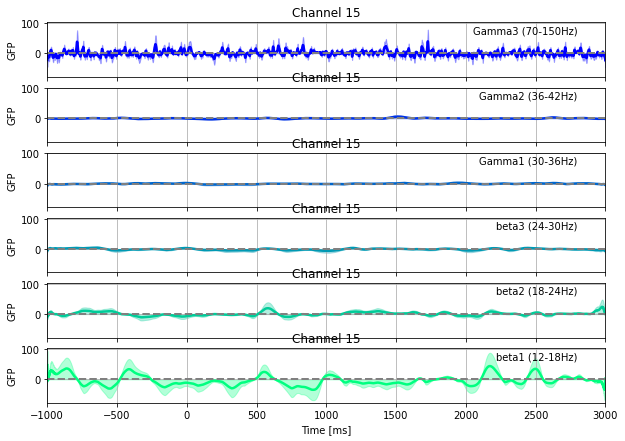 Channel 15
100
Gamma3 (70-150Hz)
GFP
0
Channel 15
100
Gamma2 (36-42Hz)
GFP
0
Channel 15
100
Gamma1 (30-36Hz)
GFP
0
Channel 15
100
beta3 (24-30Hz)
GFP
0
Channel 15
100
beta2 (18-24Hz)
GFP
0
Channel 15
100
beta1 (12-18Hz)
GFP
0
−1000 −500 0 500 1000 1500 2000 2500 3000
Time [ms]